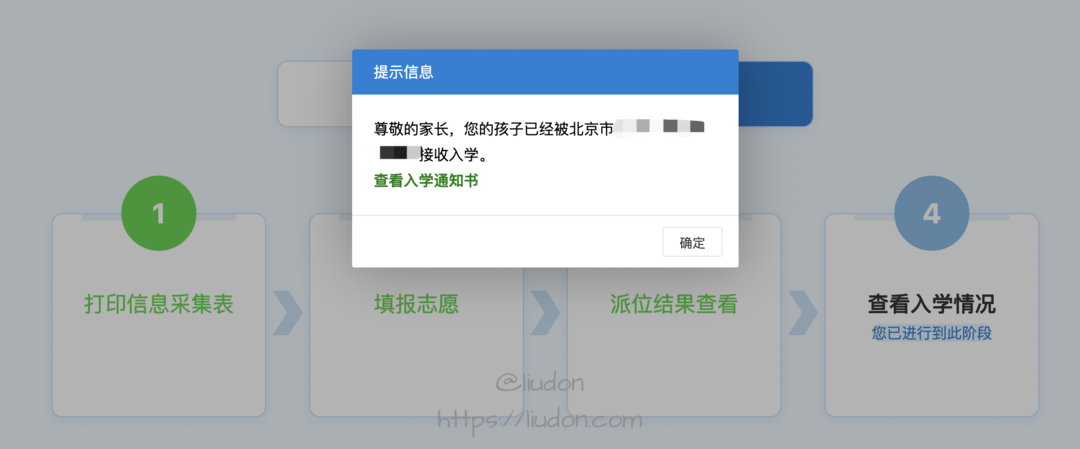 提示信息
尊敬的家长，您的孩子已经被北京市
接收入学。
查看入学通知书
确定
1
4
打印信息采集表
填报志愿
派位结果查看
查看入学情况
您已进行到此阶段
@liudon
https://liudon.com